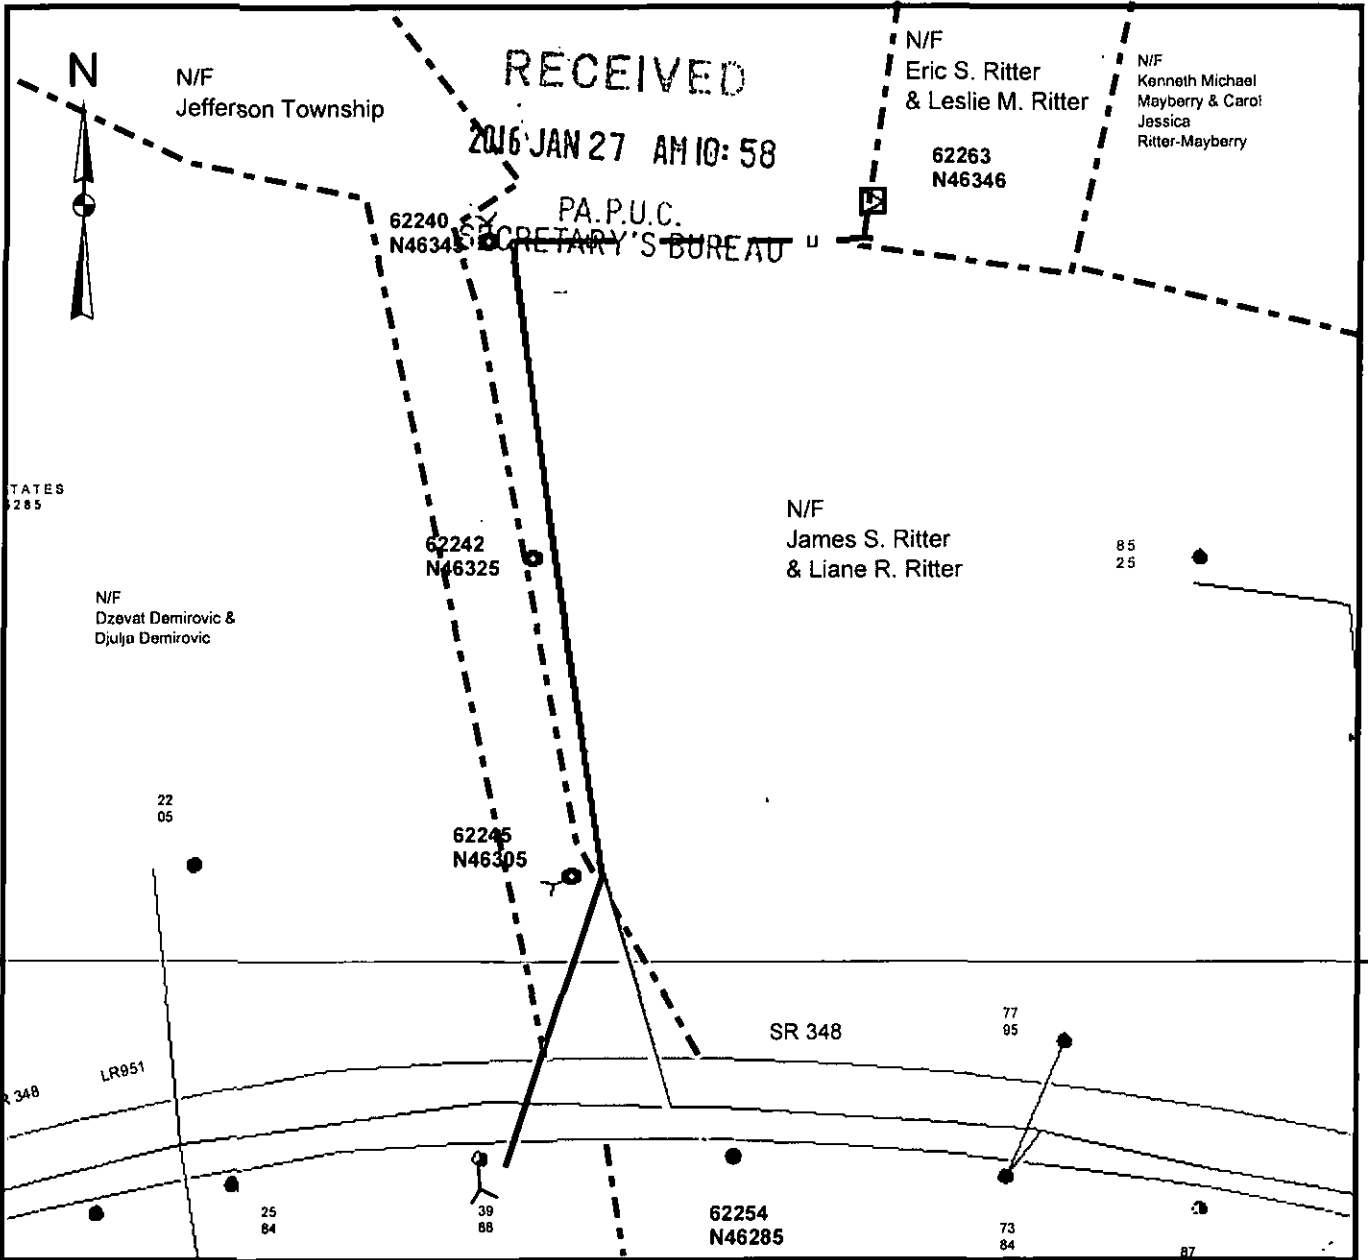 N
N/F
Jefferson Township
RECEIVED
2016 JAN 27 AM 10:58
PA.P.U.C.
SECRETARY'S BUREAU
N/F
Eric S. Ritter
& Leslie M. Ritter
N/F
Kenneth Michael
Mayberry & Carol
Jessica
Ritter-Mayberry
62263
N46346
62240
N46345
U
TATES
285
62242
N46325
N/F
James S. Ritter
& Liane R. Ritter
85
25
N/F
Dzevat Demirovic &
Djulja Demirovic
22
05
62245
N46305
SR 348
77
95
LR951
348
25
84
39
88
62254
N46285
73
84
87